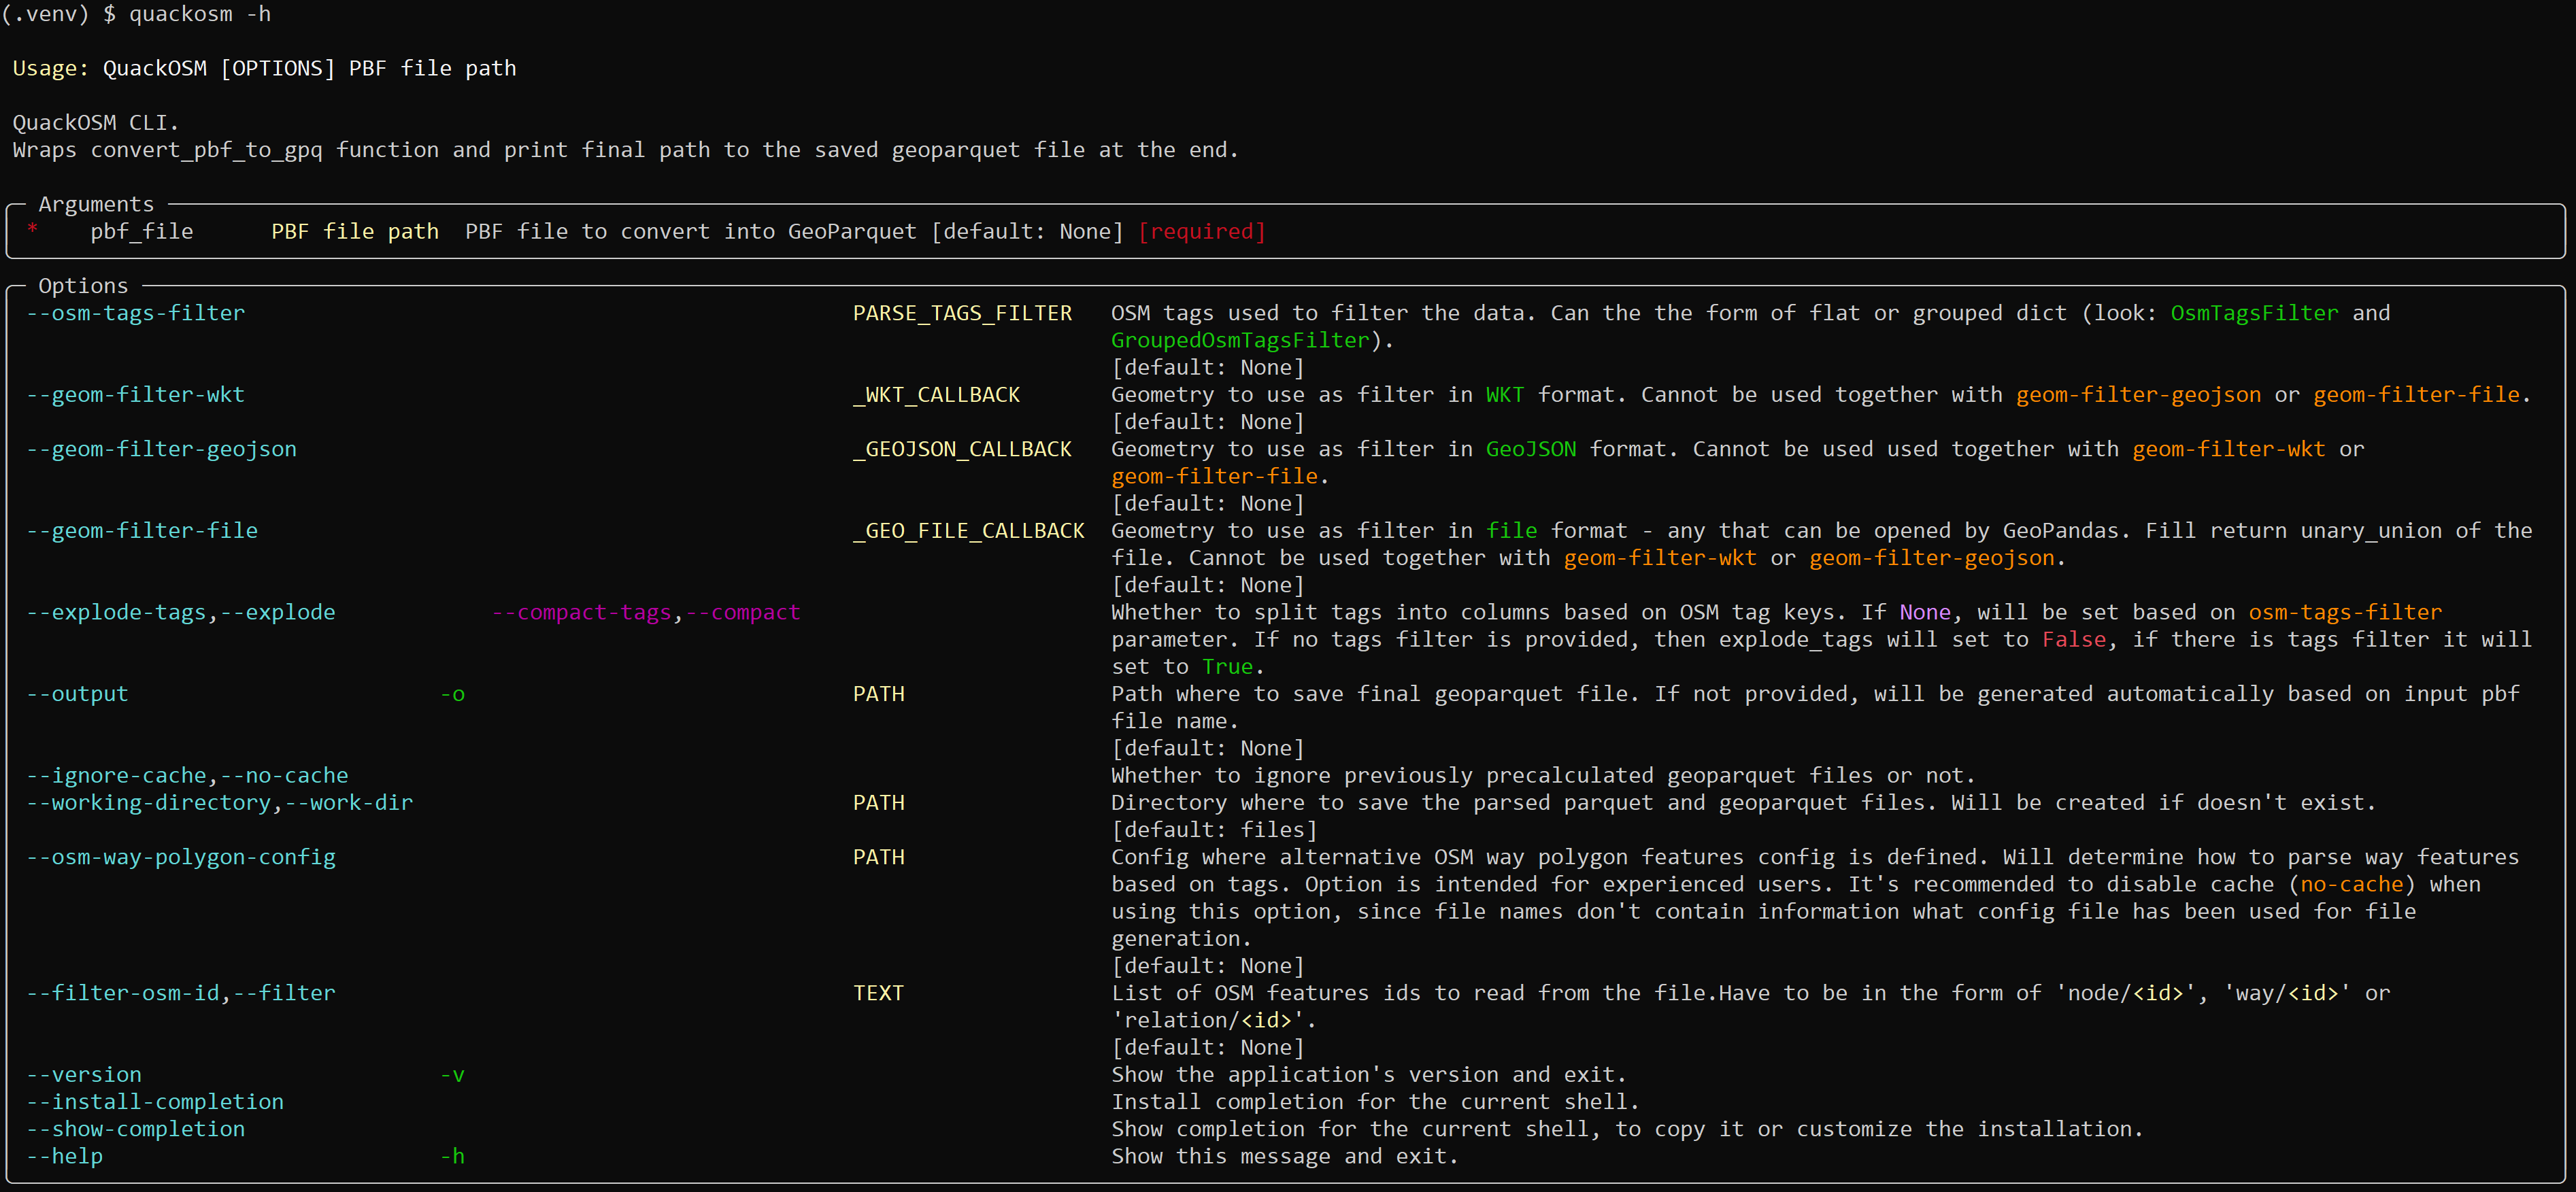 (.venv) $ quackosm -h
Usage: QuackOSM [OPTIONS] PBF file path
QuackOSM CLI.
Wraps convert_pbf_to_gpq function and print final path to the saved geoparquet file at the end.
Arguments
* pbf_file PBF file path PBF file to convert into GeoParquet [default: None] [required]
Options
--osm-tags-filter PARSE_TAGS_FILTER OSM tags used to filter the data. Can the the form of flat or grouped dict (look: OsmTagsFilter and
GroupedOsmTagsFilter).
[default: None]
--geom-filter-wkt _WKT_CALLBACK Geometry to use as filter in WKT format. Cannot be used together with geom-filter-geojson or geom-filter-file.
[default: None]
--geom-filter-geojson _GEOJSON_CALLBACK Geometry to use as filter in GeoJSON format. Cannot be used used together with geom-filter-wkt or
geom-filter-file.
[default: None]
--geom-filter-file _GEO_FILE_CALLBACK Geometry to use as filter in file format - any that can be opened by GeoPandas. Fill return unary_union of the
file. Cannot be used together with geom-filter-wkt or geom-filter-geojson.
[default: None]
--explode-tags,--explode --compact-tags,--compact Whether to split tags into columns based on OSM tag keys. If None, will be set based on osm-tags-filter
parameter. If no tags filter is provided, then explode_tags will set to False, if there is tags filter it will
set to True.
--output -o PATH Path where to save final geoparquet file. If not provided, will be generated automatically based on input pbf
file name.
[default: None]
--ignore-cache,--no-cache Whether to ignore previously precalculated geoparquet files or not.
--working-directory,--work-dir PATH Directory where to save the parsed parquet and geoparquet files. Will be created if doesn't exist.
[default: files]
--osm-way-polygon-config PATH Config where alternative OSM way polygon features config is defined. Will determine how to parse way features
based on tags. Option is intended for experienced users. It's recommended to disable cache (no-cache) when
using this option, since file names don't contain information what config file has been used for file
generation.
[default: None]
--filter-osm-id,--filter TEXT List of OSM features ids to read from the file.Have to be in the form of 'node/<id>', 'way/<id>' or
'relation/<id>'.
[default: None]
--version -v Show the application's version and exit.
--install-completion Install completion for the current shell.
--show-completion Show completion for the current shell, to copy it or customize the installation.
--help -h Show this message and exit.